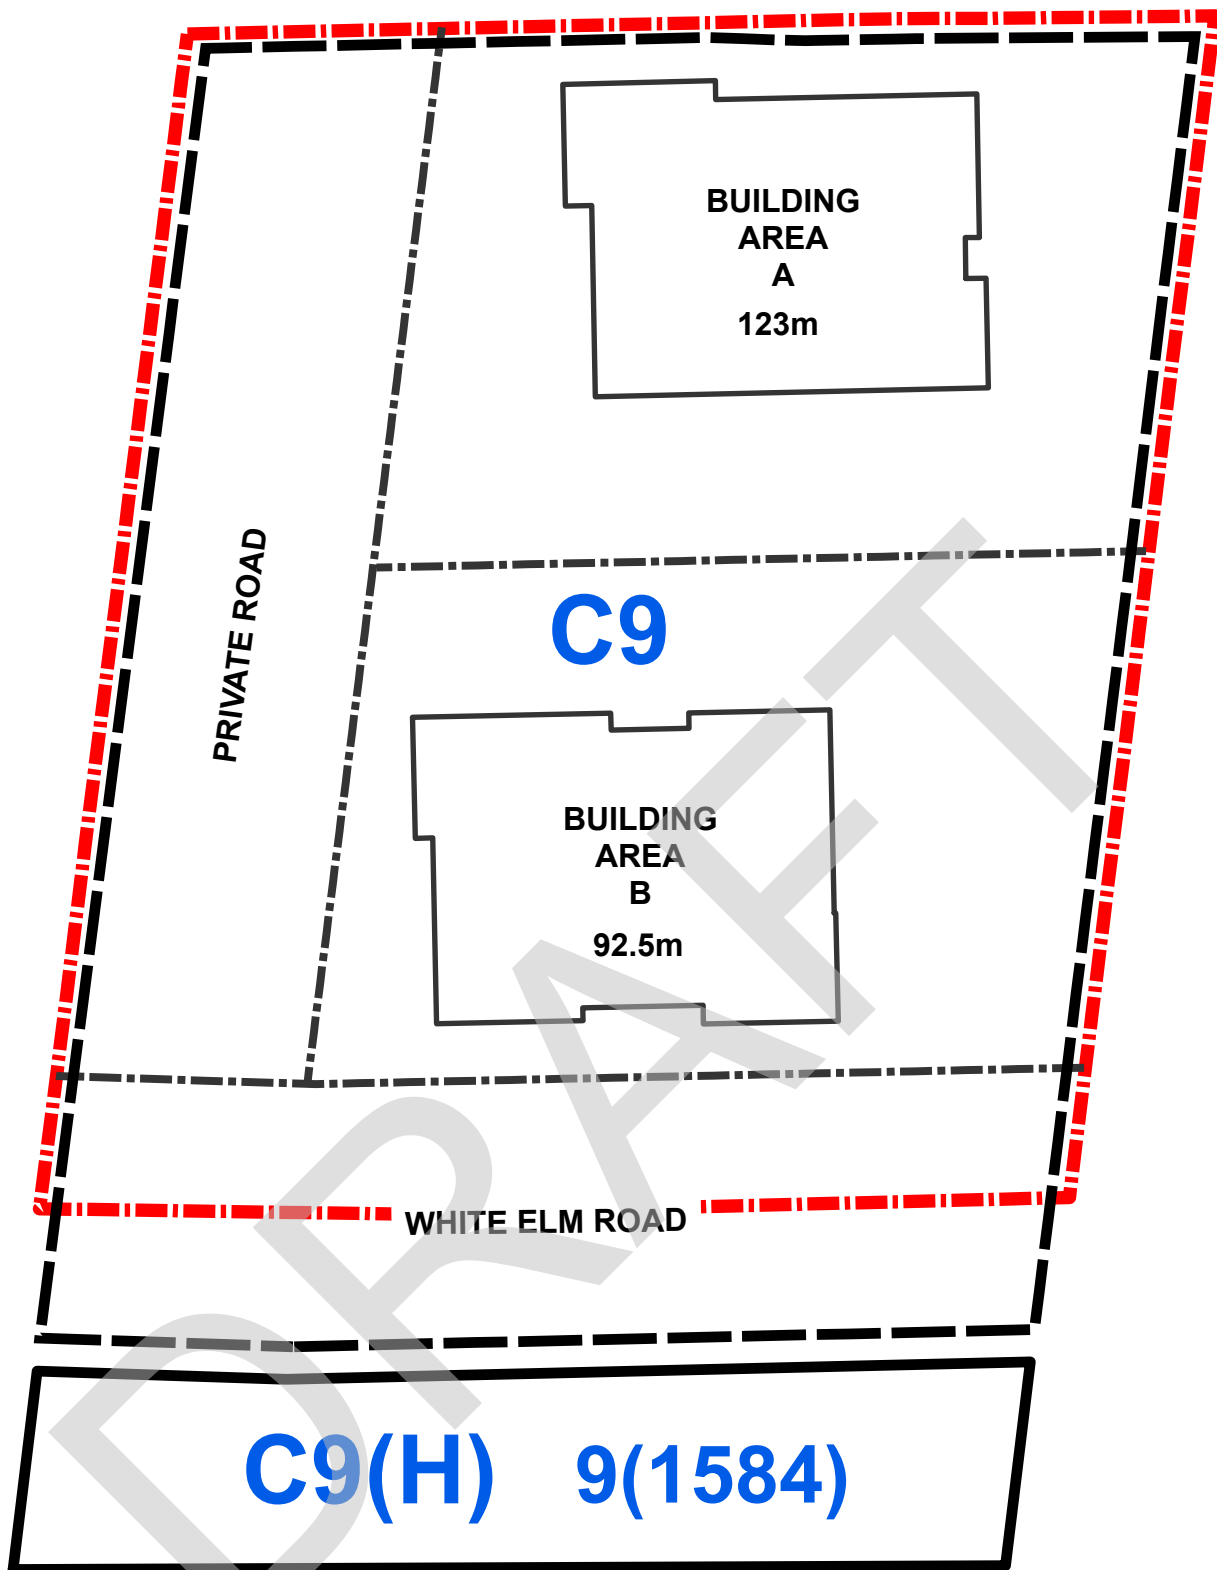 BUILDING
AREA
A
123m
PRIVATE ROAD
C9
BUILDING
AREA
B
92.5m
WHITE ELM ROAD
C9(H) 9(1584)
DRAFT